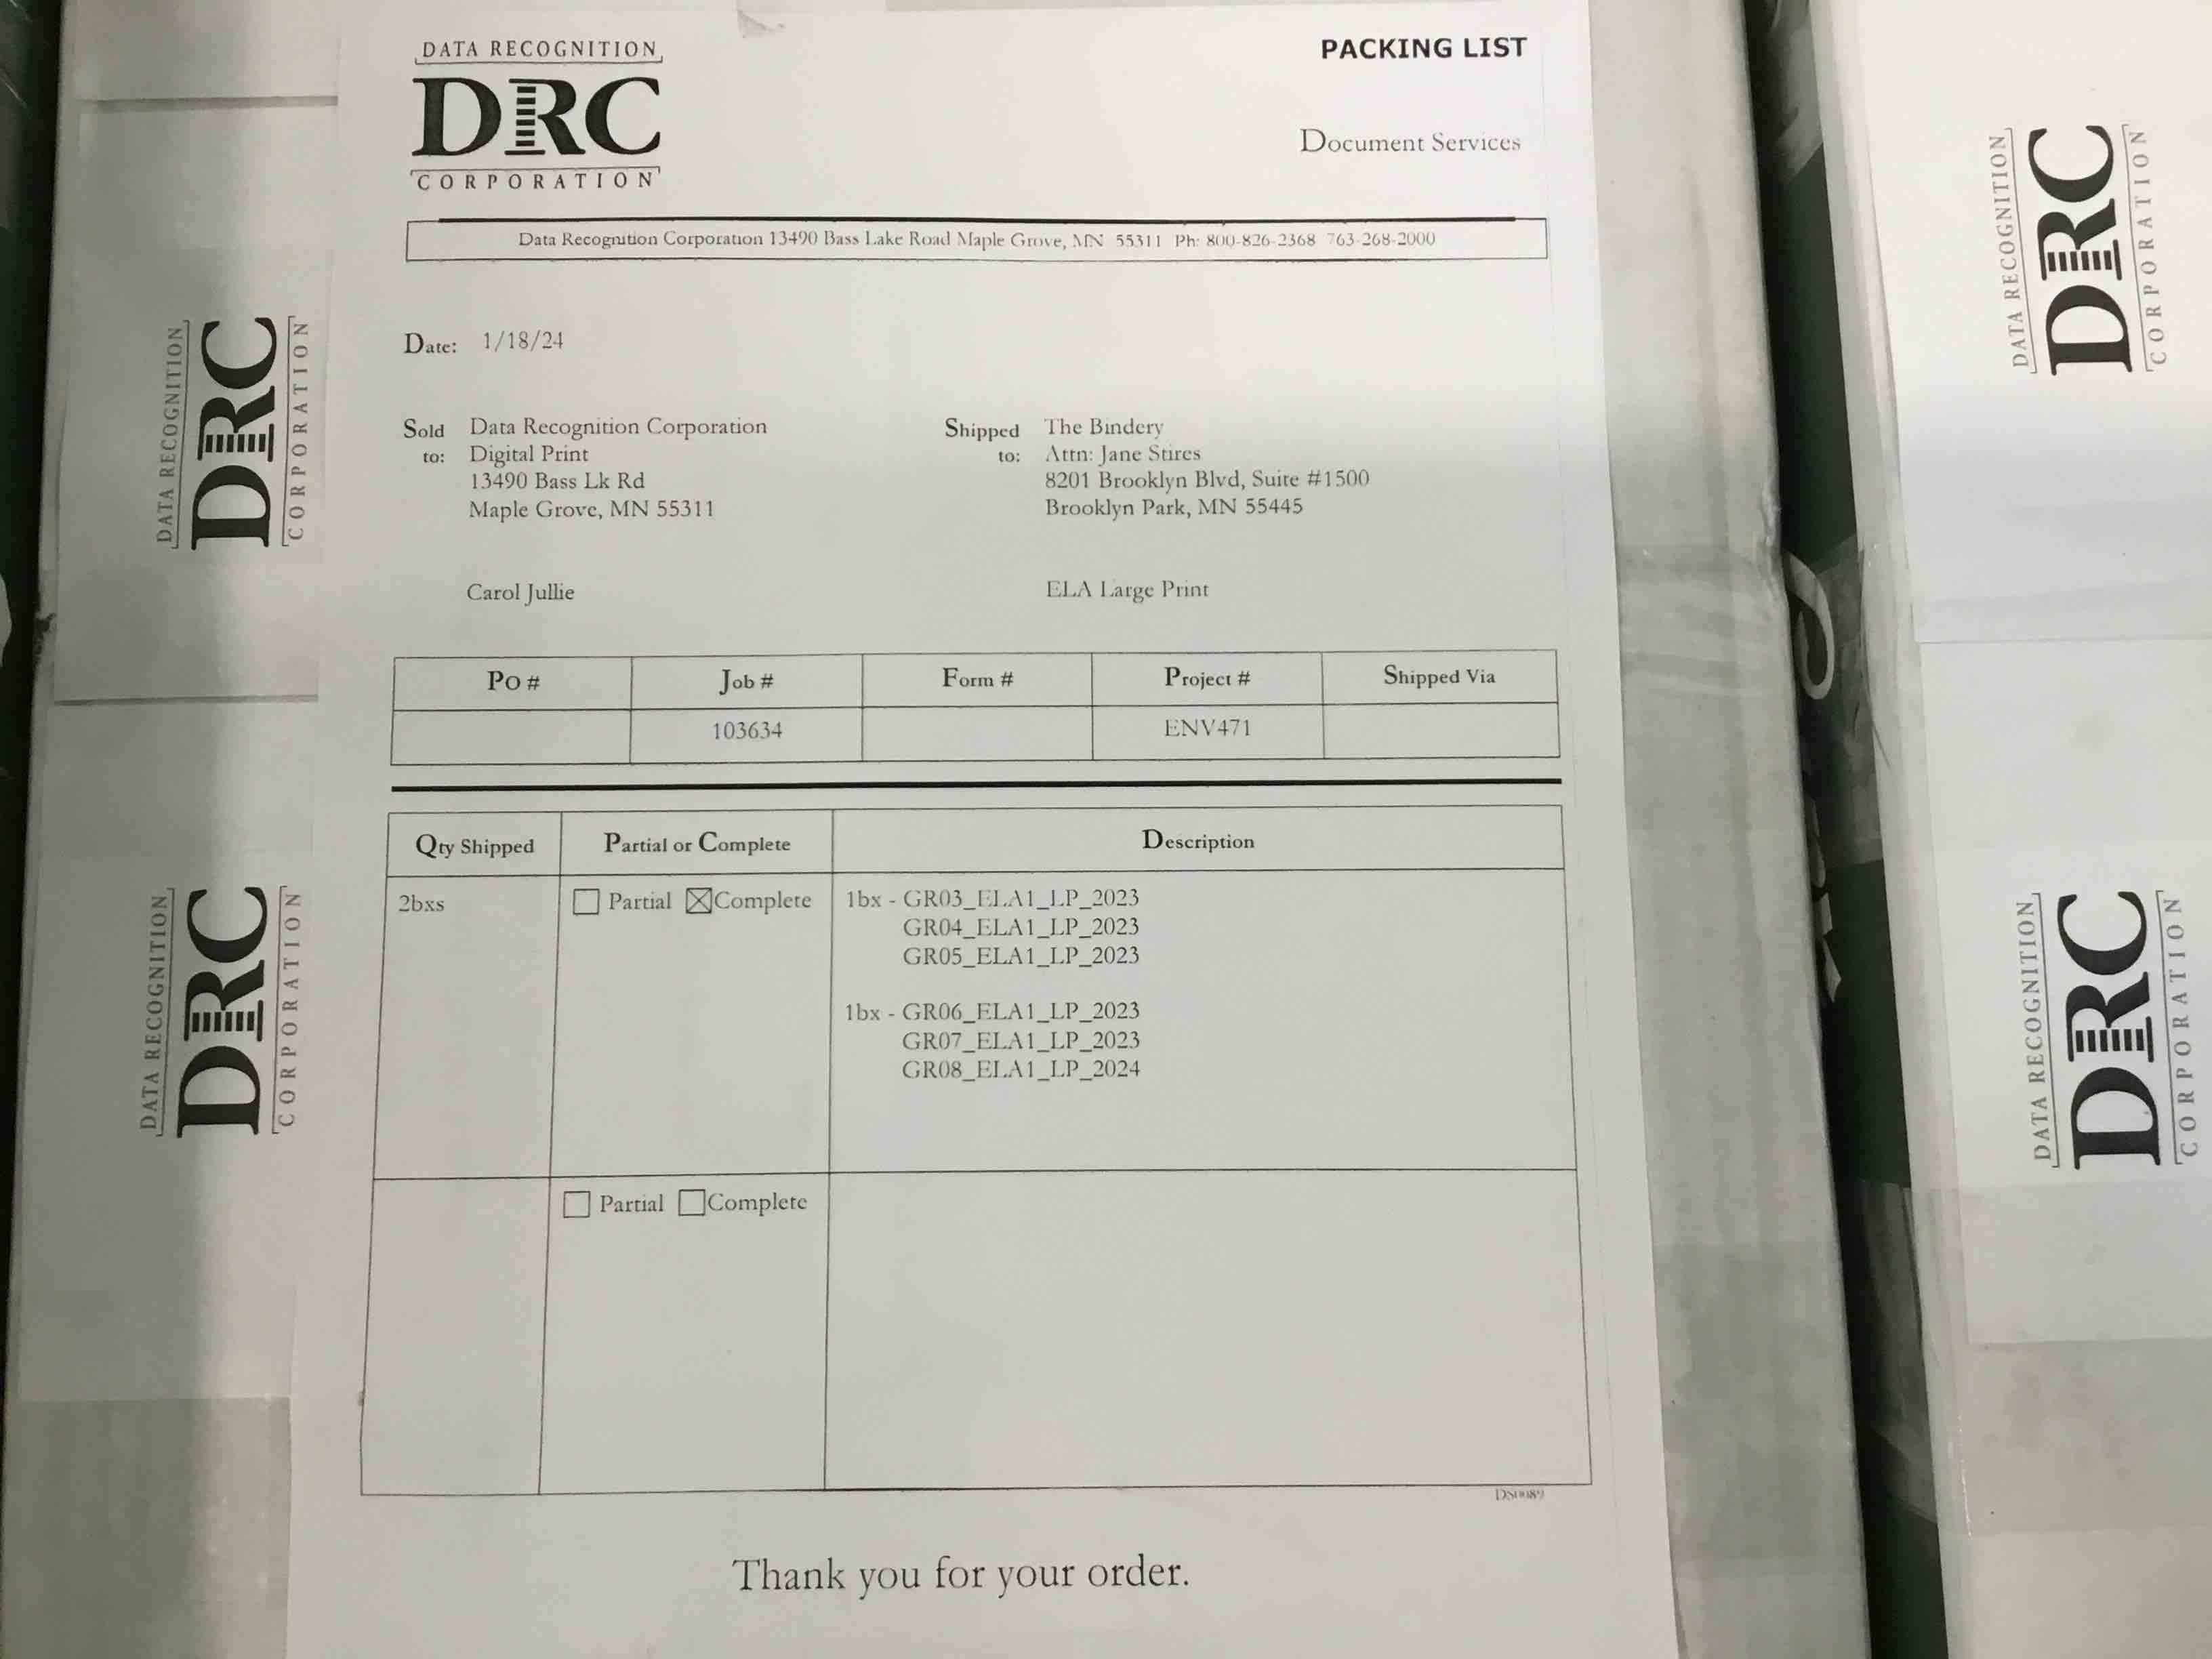 DATA RECOGNITION
DRC
CORPORATION
PACKING LIST
Document Services
Data Recognition Corporation 13490 Bass Lake Road Maple Grove, MN 55311 Ph: 800-826-2368 763-268-2000
Date: 1/18/24
Sold to: Data Recognition Corporation
Digital Print
13490 Bass Lk Rd
Maple Grove, MN 55311
Carol Jullie
Shipped to: The Bindery
Attn: Jane Stires
8201 Brooklyn Blvd, Suite #1500
Brooklyn Park, MN 55445
ELA Large Print
PO # Job # Form # Project # Shipped Via
103634 ENV471
Qty Shipped Partial or Complete Description
2bxs Partial Complete 1bx - GR03_ELA1_LP_2023
GR04_ELA1_LP_2023
GR05_ELA1_LP_2023
1bx - GR06_ELA1_LP_2023
GR07_ELA1_LP_2023
GR08_ELA1_LP_2024
Partial Complete
DS0089
Thank you for your order.
DATA RECOGNITION
DRC
CORPORATION
DATA RECOGNITION
DRC
CORPORATION
DATA RECOGNITION
DRC
CORPORATION
DATA RECOGNITION
DRC
CORPORATION